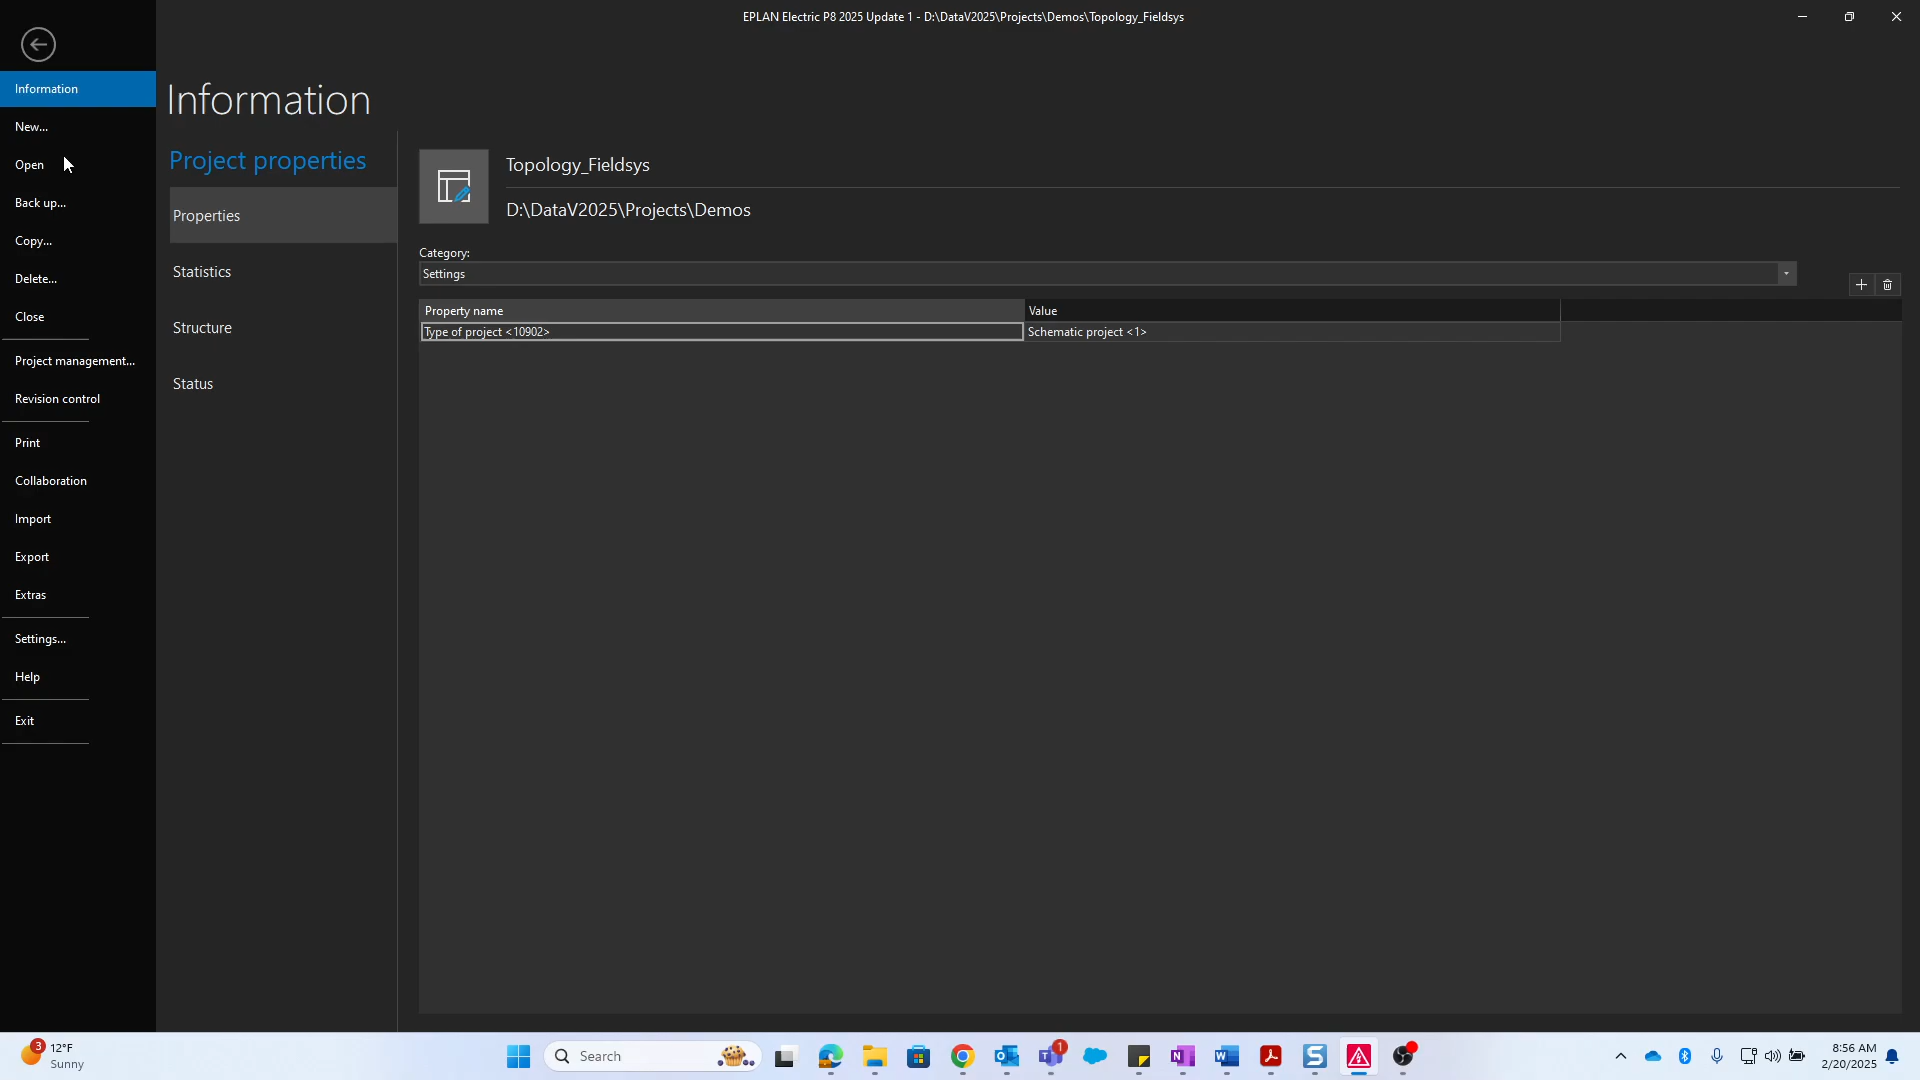 EPLAN Electric P8 2025 Update 1 - D:\DataV2025\Projects\Demos\Topology_Fieldsys
Information
New...
Open
Back up...
Copy...
Delete...
Close
Project management...
Revision control
Print
Collaboration
Import
Export
Extras
Settings...
Help
Exit
Information
Project properties
Properties
Statistics
Structure
Status
Topology_Fieldsys
D:\DataV2025\Projects\Demos
Category:
Settings
Property name Value
Type of project <10902> Schematic project <1>
3
12°F
Sunny
Search
1
8:56 AM
2/20/2025